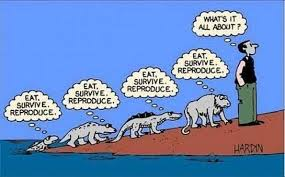 EAT,
SURVIVE,
REPRODUCE.
EAT,
SURVIVE,
REPRODUCE.
EAT,
SURVIVE,
REPRODUCE.
EAT,
SURVIVE,
REPRODUCE.
WHAT'S IT
ALL ABOUT?
HARDIN